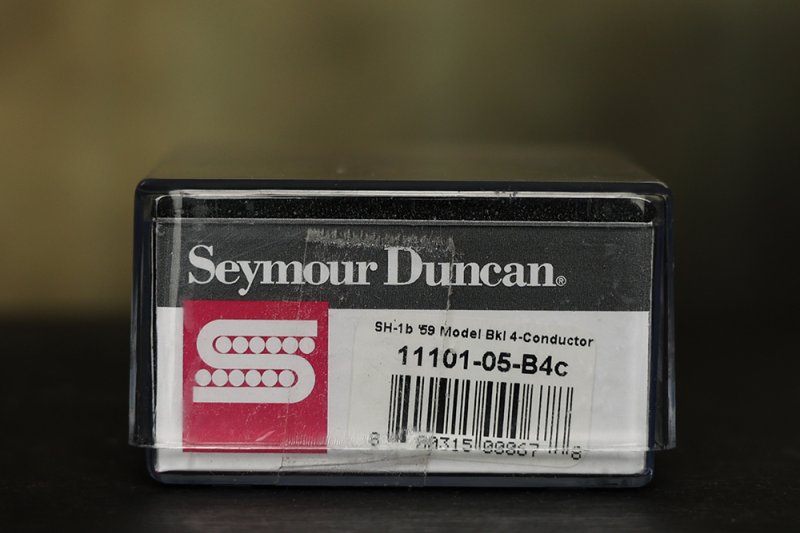 Seymour Duncan®
SH-1b '59 Model Bkl 4-Conductor
11101-05-B4c